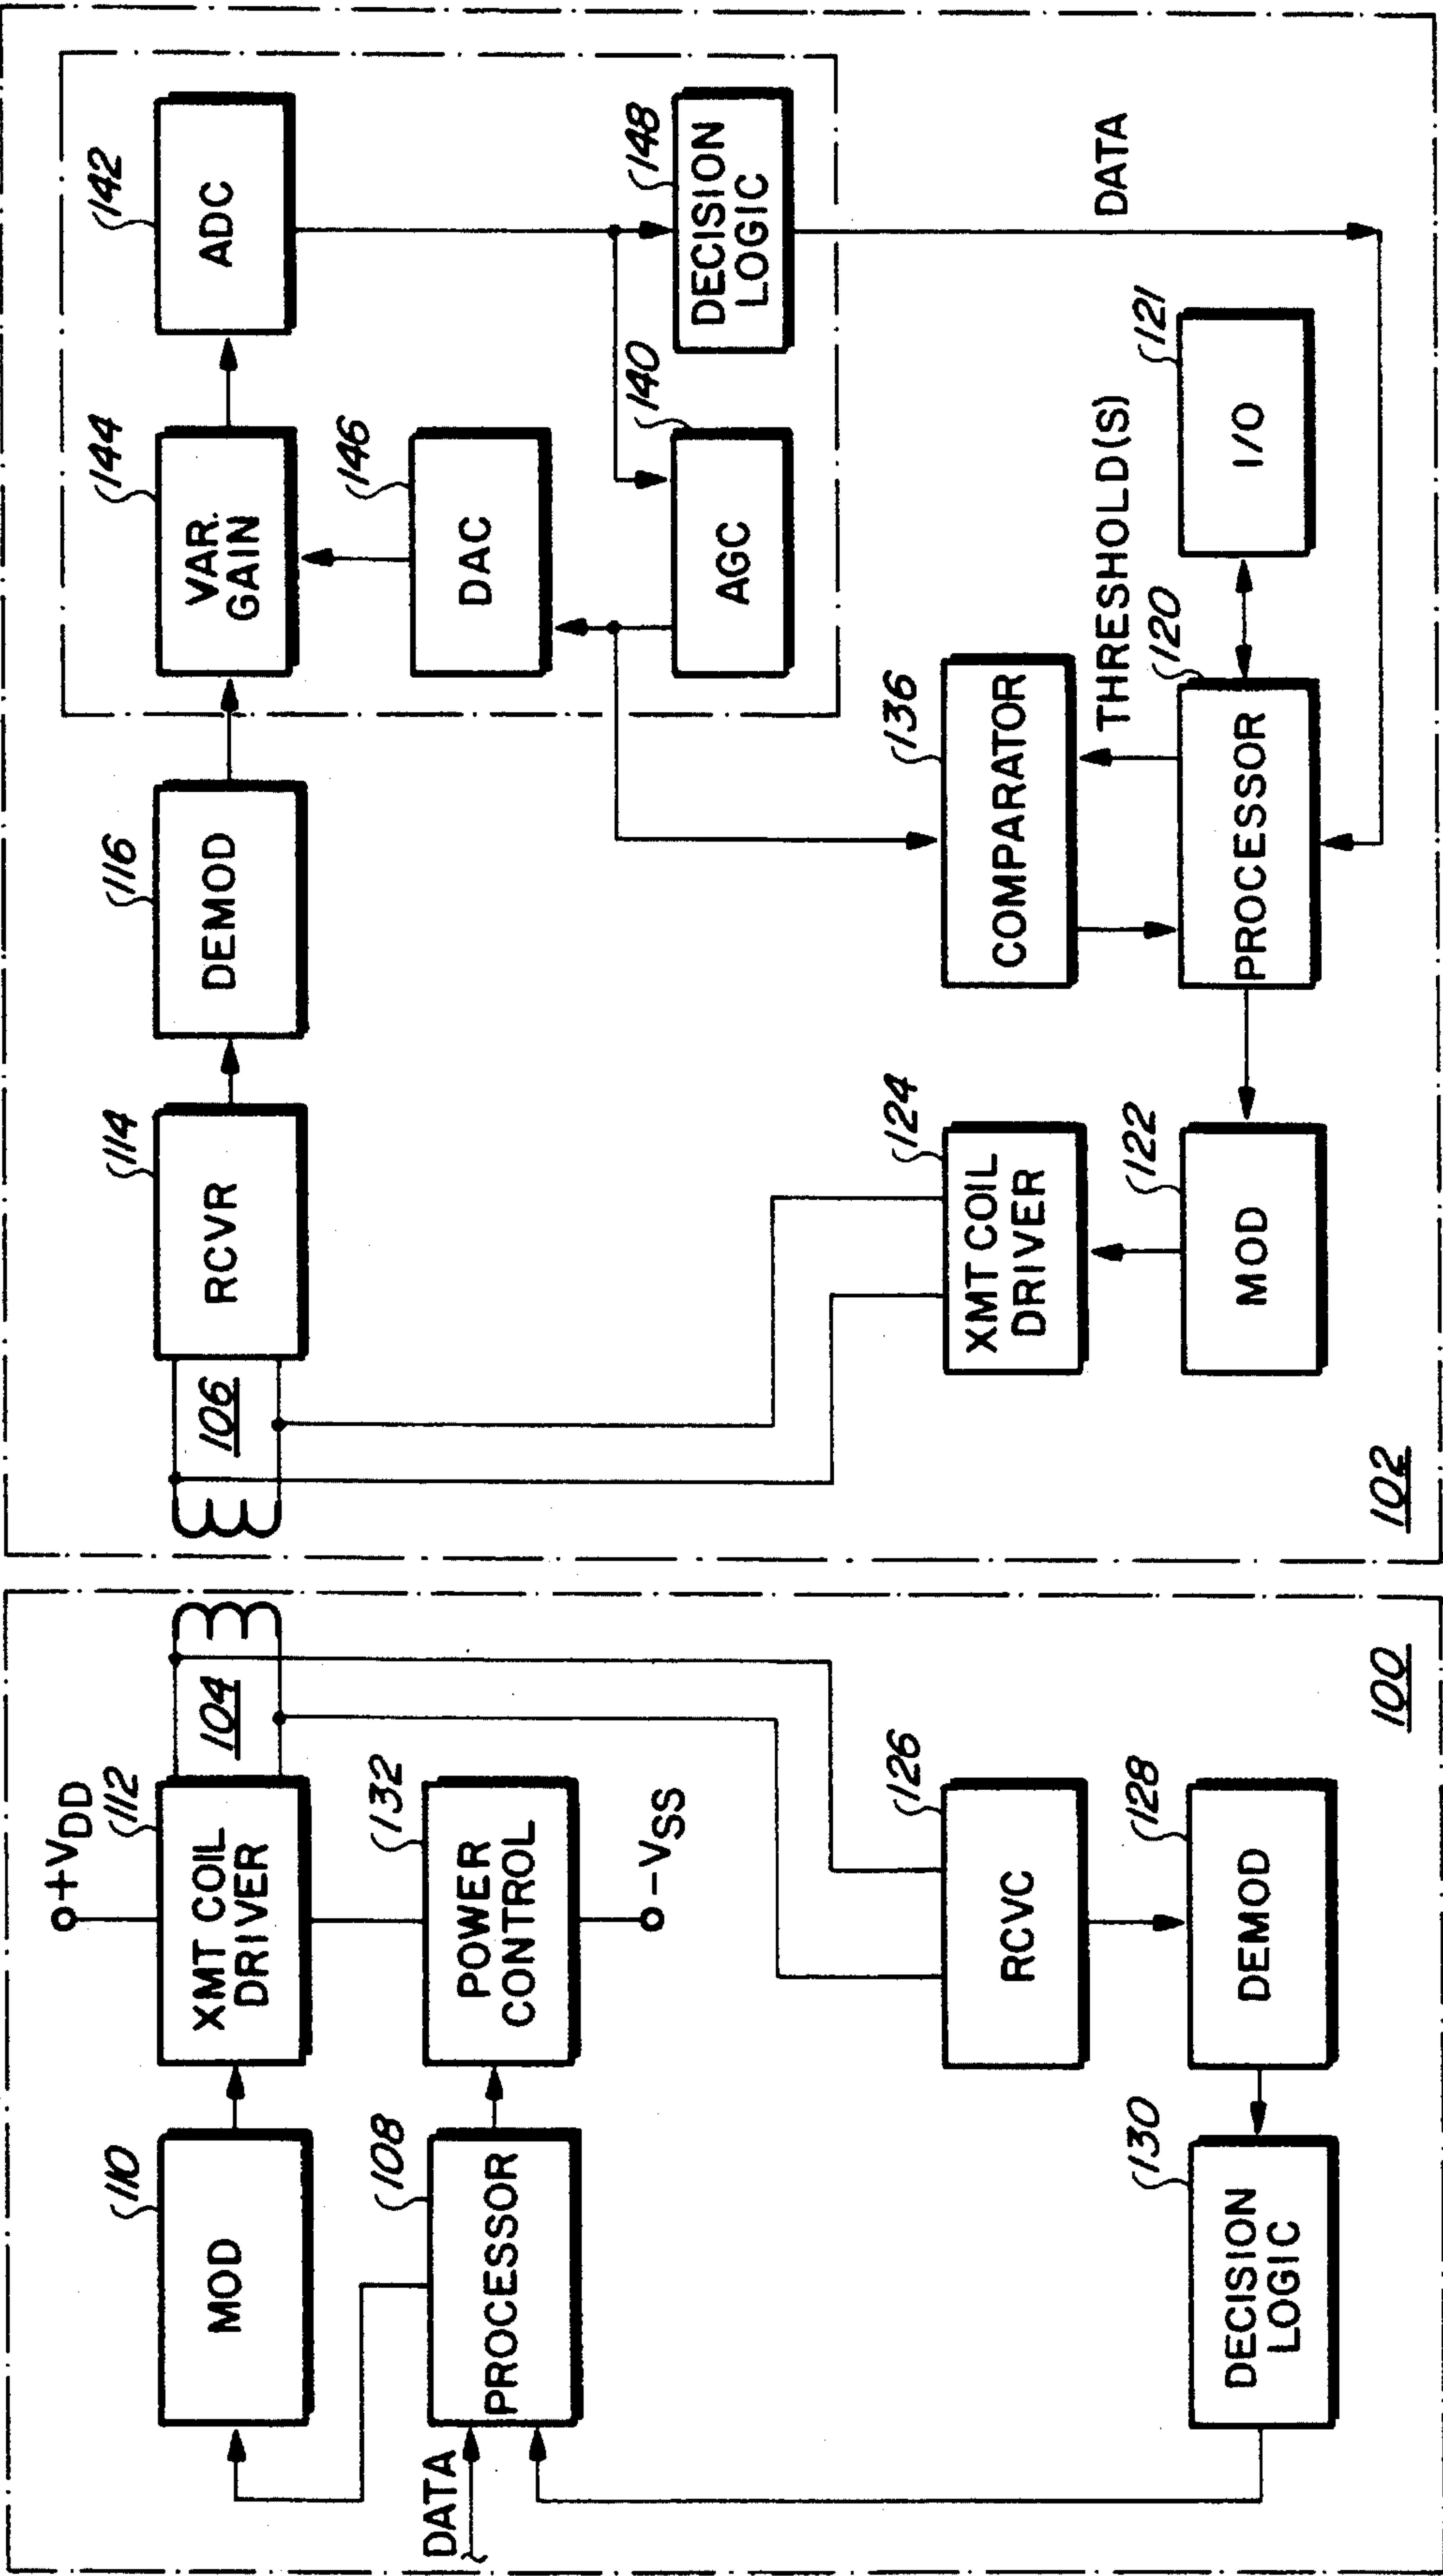 +VDD
110
MOD
112
XMT COIL
DRIVER
104
DATA
108
PROCESSOR
132
POWER
CONTROL
-VSS
126
RCVC
130
DECISION
LOGIC
128
DEMOD
100
106
114
RCVR
116
DEMOD
144
VAR.
GAIN
142
ADC
146
DAC
140
AGC
148
DECISION
LOGIC
124
XMT COIL
DRIVER
136
COMPARATOR
THRESHOLD(S)
DATA
122
MOD
120
PROCESSOR
121
I/O
102